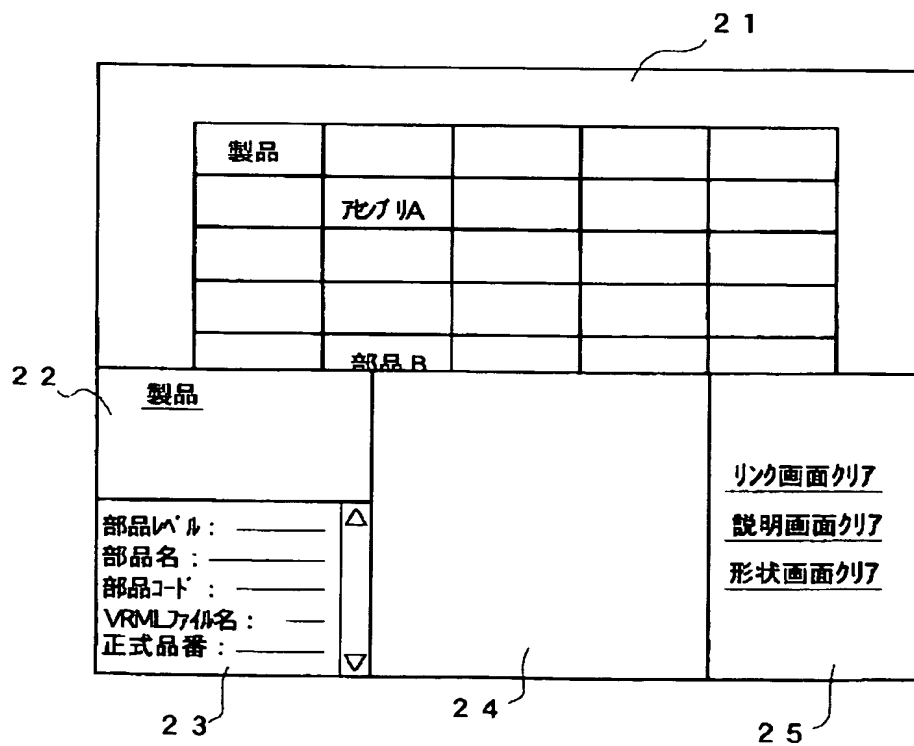 ２１
製品
ｱｾﾝﾌﾞﾘA
部品 B
２２
製品
リンク画面クリア
説明画面クリア
形状画面クリア
部品ﾚﾍﾞﾙ：
部品名：
部品ｺｰﾄﾞ：
VRMLﾌｧｲﾙ名：
正式品番：
２３
２４
２５